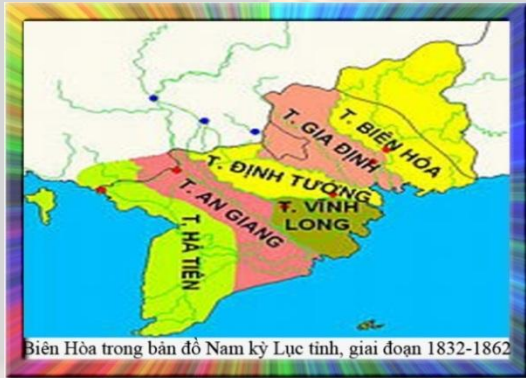 T. BIÊN HÒA
T. GIA ĐỊNH
T. ĐỊNH TƯỜNG
T. VĨNH
LONG
T. AN GIANG
T. HÀ TIÊN
Biên Hòa trong bản đồ Nam kỳ Lục tỉnh, giai đoạn 1832-1862